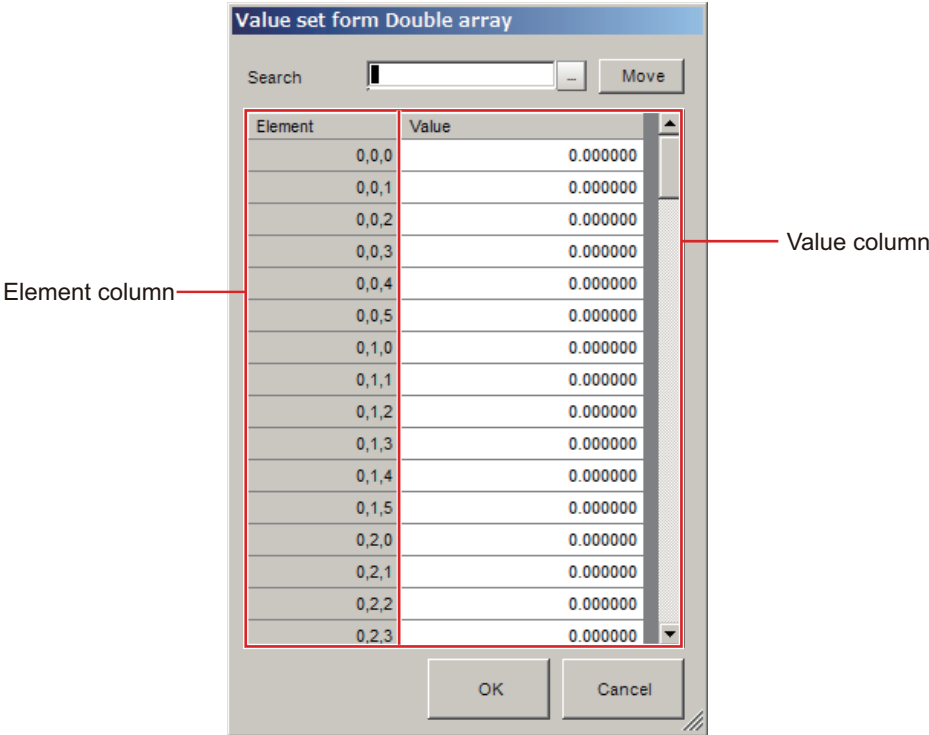 Value set form Double array
Search ... Move
Element Value
0,0,0 0.000000
0,0,1 0.000000
0,0,2 0.000000
0,0,3 0.000000
0,0,4 0.000000
0,0,5 0.000000
0,1,0 0.000000
0,1,1 0.000000
0,1,2 0.000000
0,1,3 0.000000
0,1,4 0.000000
0,1,5 0.000000
0,2,0 0.000000
0,2,1 0.000000
0,2,2 0.000000
0,2,3 0.000000
Value column
Element column
OK Cancel